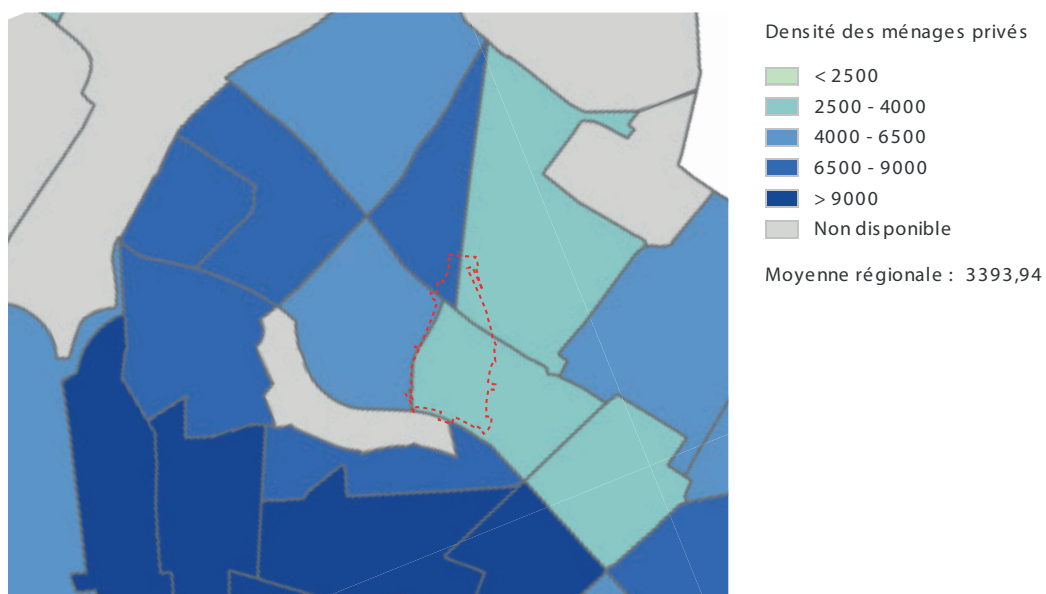 Densité des ménages privés
< 2500
2500 - 4000
4000 - 6500
6500 - 9000
> 9000
Non disponible
Moyenne régionale : 3393,94